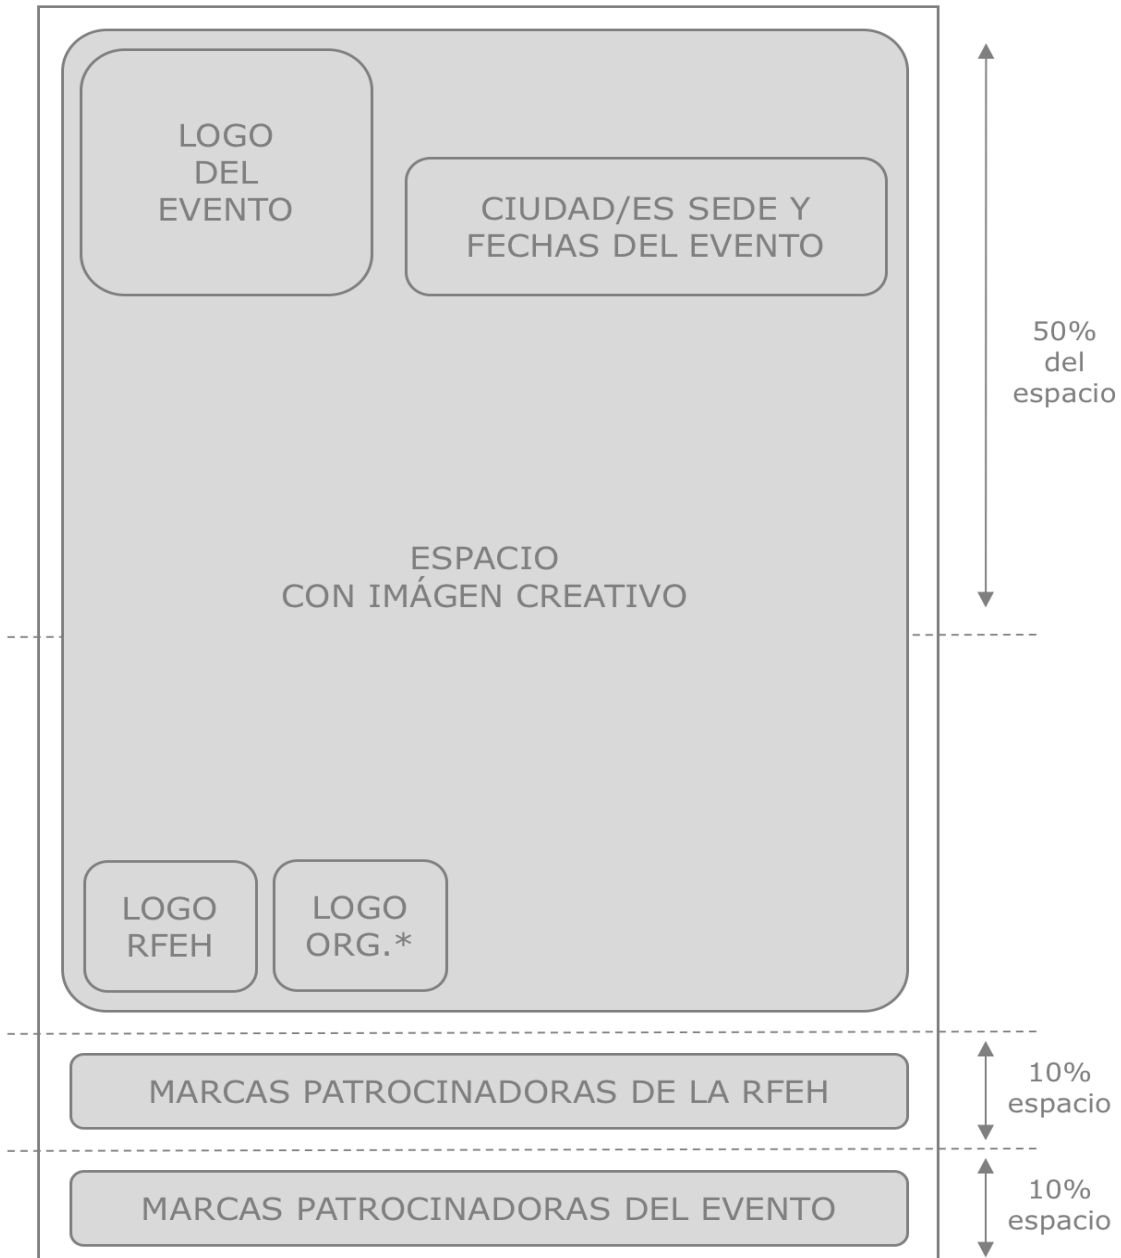 LOGO
DEL
EVENTO
CIUDAD/ES SEDE Y
FECHAS DEL EVENTO
50%
del
espacio
ESPACIO
CON IMÁGEN CREATIVO
LOGO
RFEH
LOGO
ORG.*
MARCAS PATROCINADORAS DE LA RFEH
10%
espacio
MARCAS PATROCINADORAS DEL EVENTO
10%
espacio